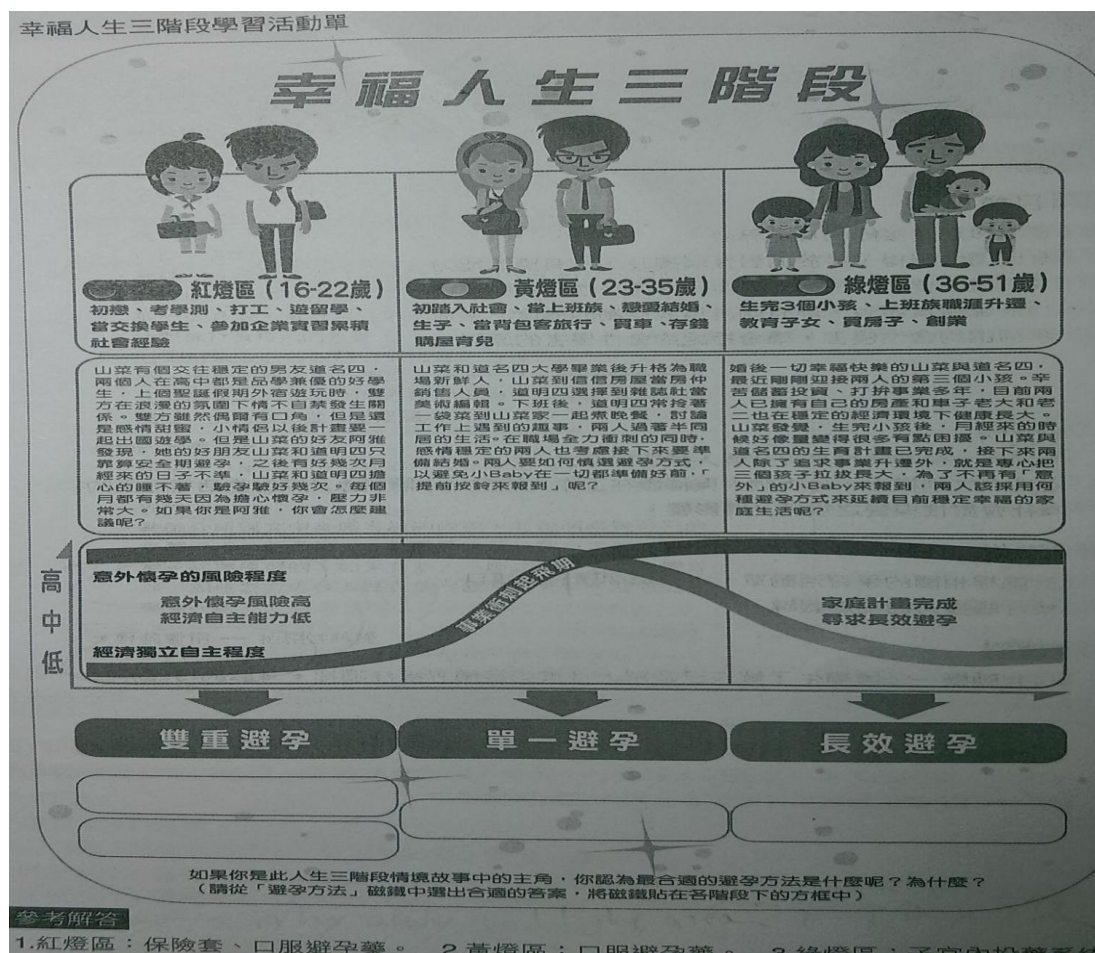 幸福人生三階段學習活動單
幸福人生三階段
紅燈區(16-22歲)
初戀、考學測、打工、遊留學、
當交換學生、參加企業實習累積
社會經驗
黃燈區(23-35歲)
初踏入社會、當上班族、戀愛結婚、
生子、當背包客旅行、買車、存錢
購屋育兒
綠燈區(36-51歲)
生完3個小孩、上班族職涯升遷、
教育子女、買房子、創業
山菜有個交往穩定的男友道名四,
兩個人在高中都是品學兼優的好學
生,上個聖誕假期外宿遊玩時,雙
方在浪漫的氛圍下情不自禁發生關
係。雙方雖然偶爾有口角,但是還
是感情甜蜜,小情侶以後計畫要一
起出國遊學。但是山菜的好友阿雅
發現,她的好朋友山菜和道明四只
靠算安全期避孕,之後有好幾次月
經來的日子不準,山菜和道明四擔
心的睡不著,驗孕驗好幾次。每個
月都有幾天因為擔心懷孕,壓力非
常大。如果你是阿雅,你會怎麼建
議呢?
山菜和道名四大學畢業後升格為職
場新鮮人,山菜到信信房屋當房仲
銷售人員,道明四選擇到雜誌社當
美術編輯。下班後,道明四常拎著
一袋菜到山菜家一起煮晚餐,討論
工作上遇到的趣事,兩人過著半同
居的生活。在職場全力衝刺的同時,
感情穩定的兩人也考慮接下來要準
備結婚。兩人要如何慎選避孕方式,
以避免小Baby在一切都準備好前,「
提前按鈴來報到」呢?
婚後一切幸福快樂的山菜與道名四,
最近剛剛迎接兩人的第三個小孩。辛
苦儲蓄投資、打拚事業多年,目前兩
人已擁有自己的房產和車子老大和老
二也在穩定的經濟環境下健康長大。
山菜發覺,生完小孩後,月經來的時
候好像量變得很多有點困擾。山菜與
道名四的生育計畫已完成,接下來兩
人除了追求事業升遷外,就是專心把
三個孩子拉拔長大,為了不再有「意
外」的小Baby來報到,兩人該採用何
種避孕方式來延續目前穩定幸福的家
庭生活呢?
高
中
低
意外懷孕的風險程度
意外懷孕風險高
經濟自主能力低
經濟獨立自主程度
事業衝刺起飛期
家庭計畫完成
尋求長效避孕
雙重避孕
單一避孕
長效避孕
如果你是此人生三階段情境故事中的主角,你認為最合適的避孕方法是什麼呢?為什麼?
(請從「避孕方法」磁鐵中選出合適的答案,將磁鐵貼在各階段下的方框中)
參考解答
1.紅燈區:保險套、口服避孕藥。 2.黃燈區:口服避孕藥。 3.綠燈區:子宮內投藥系統